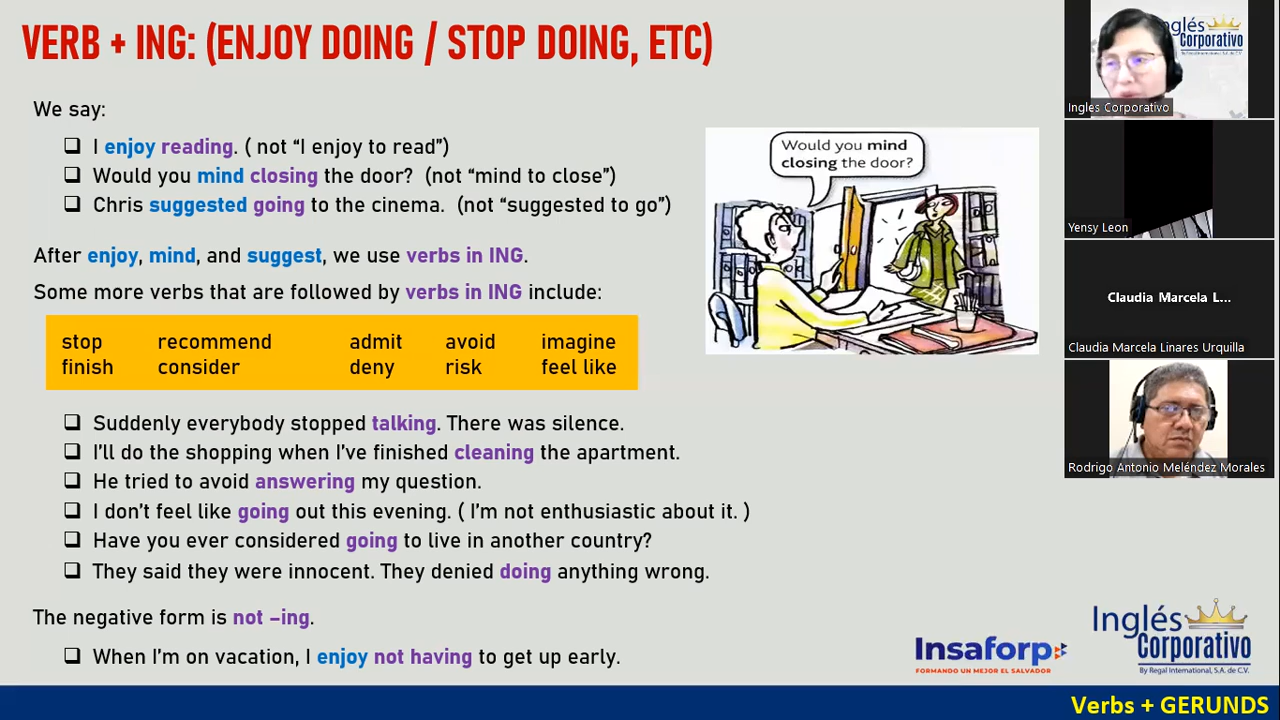 VERB + ING: (ENJOY DOING / STOP DOING, ETC)
We say:
I enjoy reading. ( not “I enjoy to read”)
Would you mind closing the door? (not “mind to close”)
Chris suggested going to the cinema. (not “suggested to go”)
After enjoy, mind, and suggest, we use verbs in ING.
Some more verbs that are followed by verbs in ING include:
stop recommend admit avoid imagine
finish consider deny risk feel like
Suddenly everybody stopped talking. There was silence.
I’ll do the shopping when I’ve finished cleaning the apartment.
He tried to avoid answering my question.
I don’t feel like going out this evening. ( I’m not enthusiastic about it. )
Have you ever considered going to live in another country?
They said they were innocent. They denied doing anything wrong.
The negative form is not –ing.
When I’m on vacation, I enjoy not having to get up early.
Would you mind
closing the door?
Inglés
Corporativo
By Regal International, S.A. de C.V.
Ingles Corporativo
Yensy Leon
Claudia Marcela L...
Claudia Marcela Linares Urquilla
Rodrigo Antonio Meléndez Morales
Insaforp
FORMANDO UN MEJOR EL SALVADOR
Inglés
Corporativo
By Regal International, S.A. de C.V.
Verbs + GERUNDS